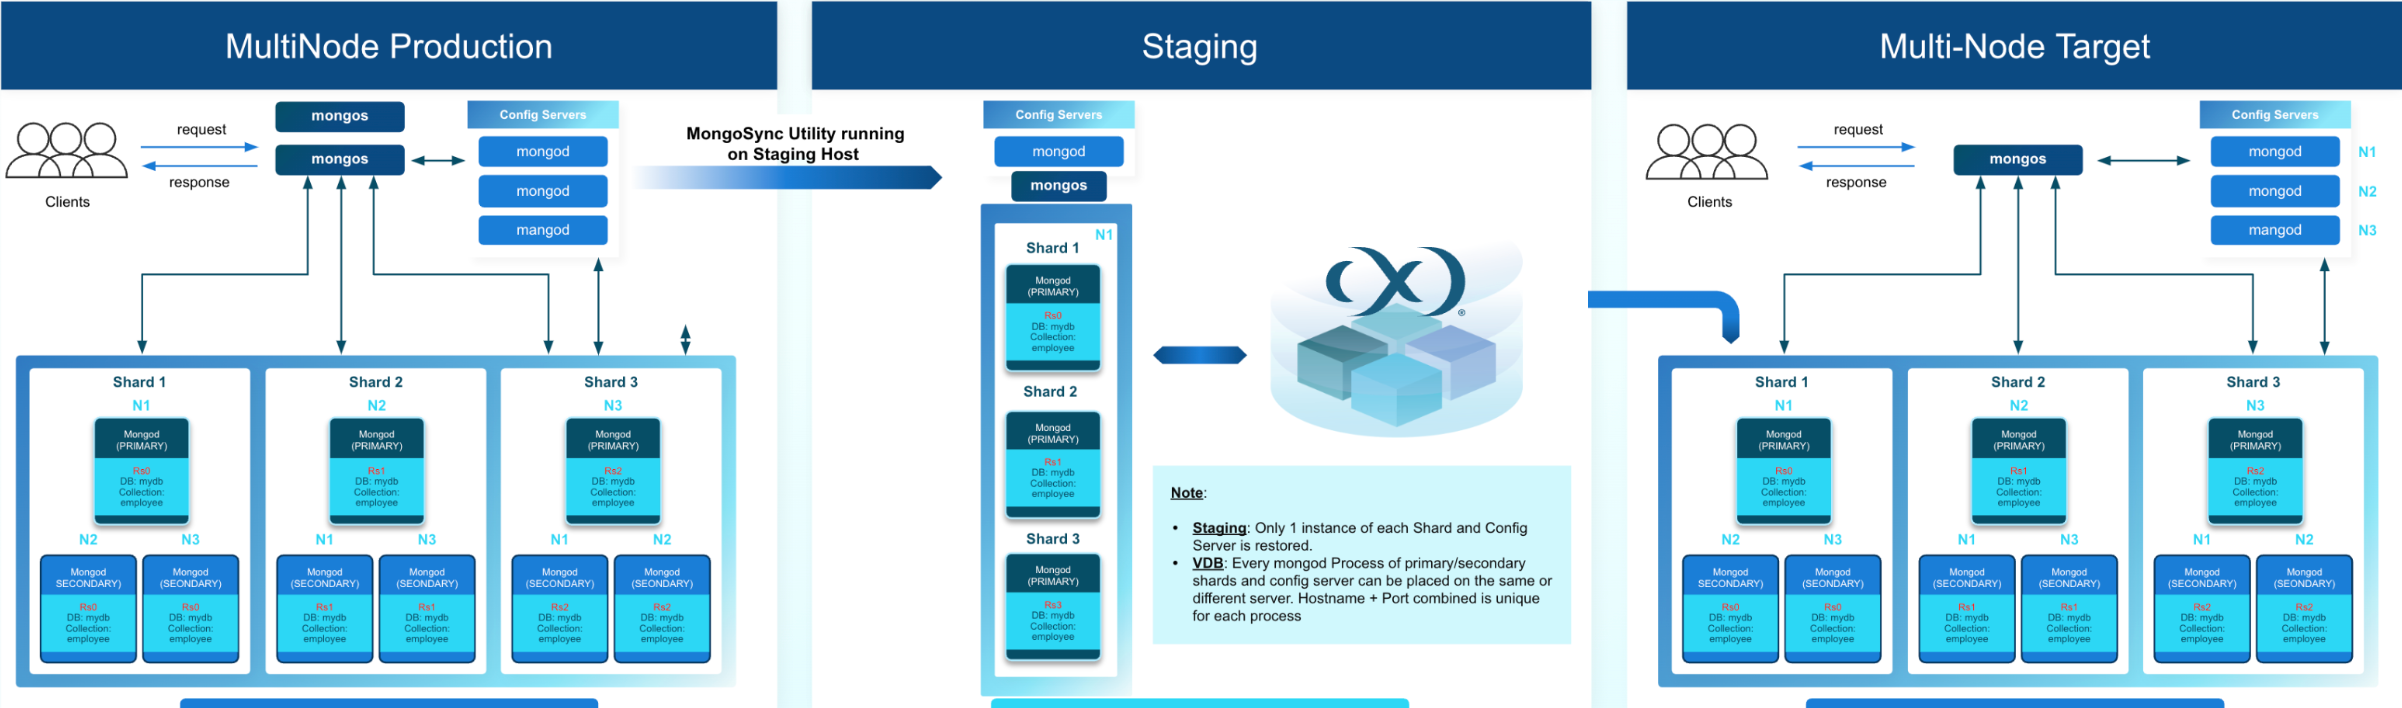 MultiNode Production
Clients
request
response
mongos
mongos
Config Servers
mongod
mongod
mangod
Shard 1
N1
Mongod
(PRIMARY)
Rs0
DB: mydb
Collection:
employee
N2
N3
Mongod
SECONDARY)
Rs0
DB: mydb
Collection:
employee
Mongod
(SEONDARY)
Rs0
DB: mydb
Collection:
employee
Shard 2
N2
Mongod
(PRIMARY)
Rs1
DB: mydb
Collection:
employee
N1
N3
Mongod
(SECONDARY)
Rs1
DB: mydb
Collection:
employee
Mongod
(SEONDARY)
Rs1
DB: mydb
Collection:
employee
Shard 3
N3
Mongod
(PRIMARY)
Rs2
DB: mydb
Collection:
employee
N1
N2
Mongod
(SECONDARY)
Rs2
DB: mydb
Collection:
employee
Mongod
(SEONDARY)
Rs2
DB: mydb
Collection:
employee
MongoSync Utility running
on Staging Host
Staging
Config Servers
mongod
mongos
N1
Shard 1
Mongod
(PRIMARY)
Rs0
DB: mydb
Collection:
employee
Shard 2
Mongod
(PRIMARY)
Rs1
DB: mydb
Collection:
employee
Shard 3
Mongod
(PRIMARY)
Rs3
DB: mydb
Collection:
employee
®
Note:
• Staging: Only 1 instance of each Shard and Config
Server is restored.
• VDB: Every mongod Process of primary/secondary
shards and config server can be placed on the same or
different server. Hostname + Port combined is unique
for each process
Multi-Node Target
Clients
request
response
mongos
Config Servers
mongod
N1
mongod
N2
mangod
N3
Shard 1
N1
Mongod
(PRIMARY)
Rs0
DB: mydb
Collection:
employee
N2
N3
Mongod
SECONDARY)
Rs0
DB: mydb
Collection:
employee
Mongod
(SEONDARY)
Rs0
DB: mydb
Collection:
employee
Shard 2
N2
Mongod
(PRIMARY)
Rs1
DB: mydb
Collection:
employee
N1
N3
Mongod
(SECONDARY)
Rs1
DB: mydb
Collection:
employee
Mongod
(SEONDARY)
Rs1
DB: mydb
Collection:
employee
Shard 3
N3
Mongod
(PRIMARY)
Rs2
DB: mydb
Collection:
employee
N1
N2
Mongod
(SECONDARY)
Rs2
DB: mydb
Collection:
employee
Mongod
(SEONDARY)
Rs2
DB: mydb
Collection:
employee